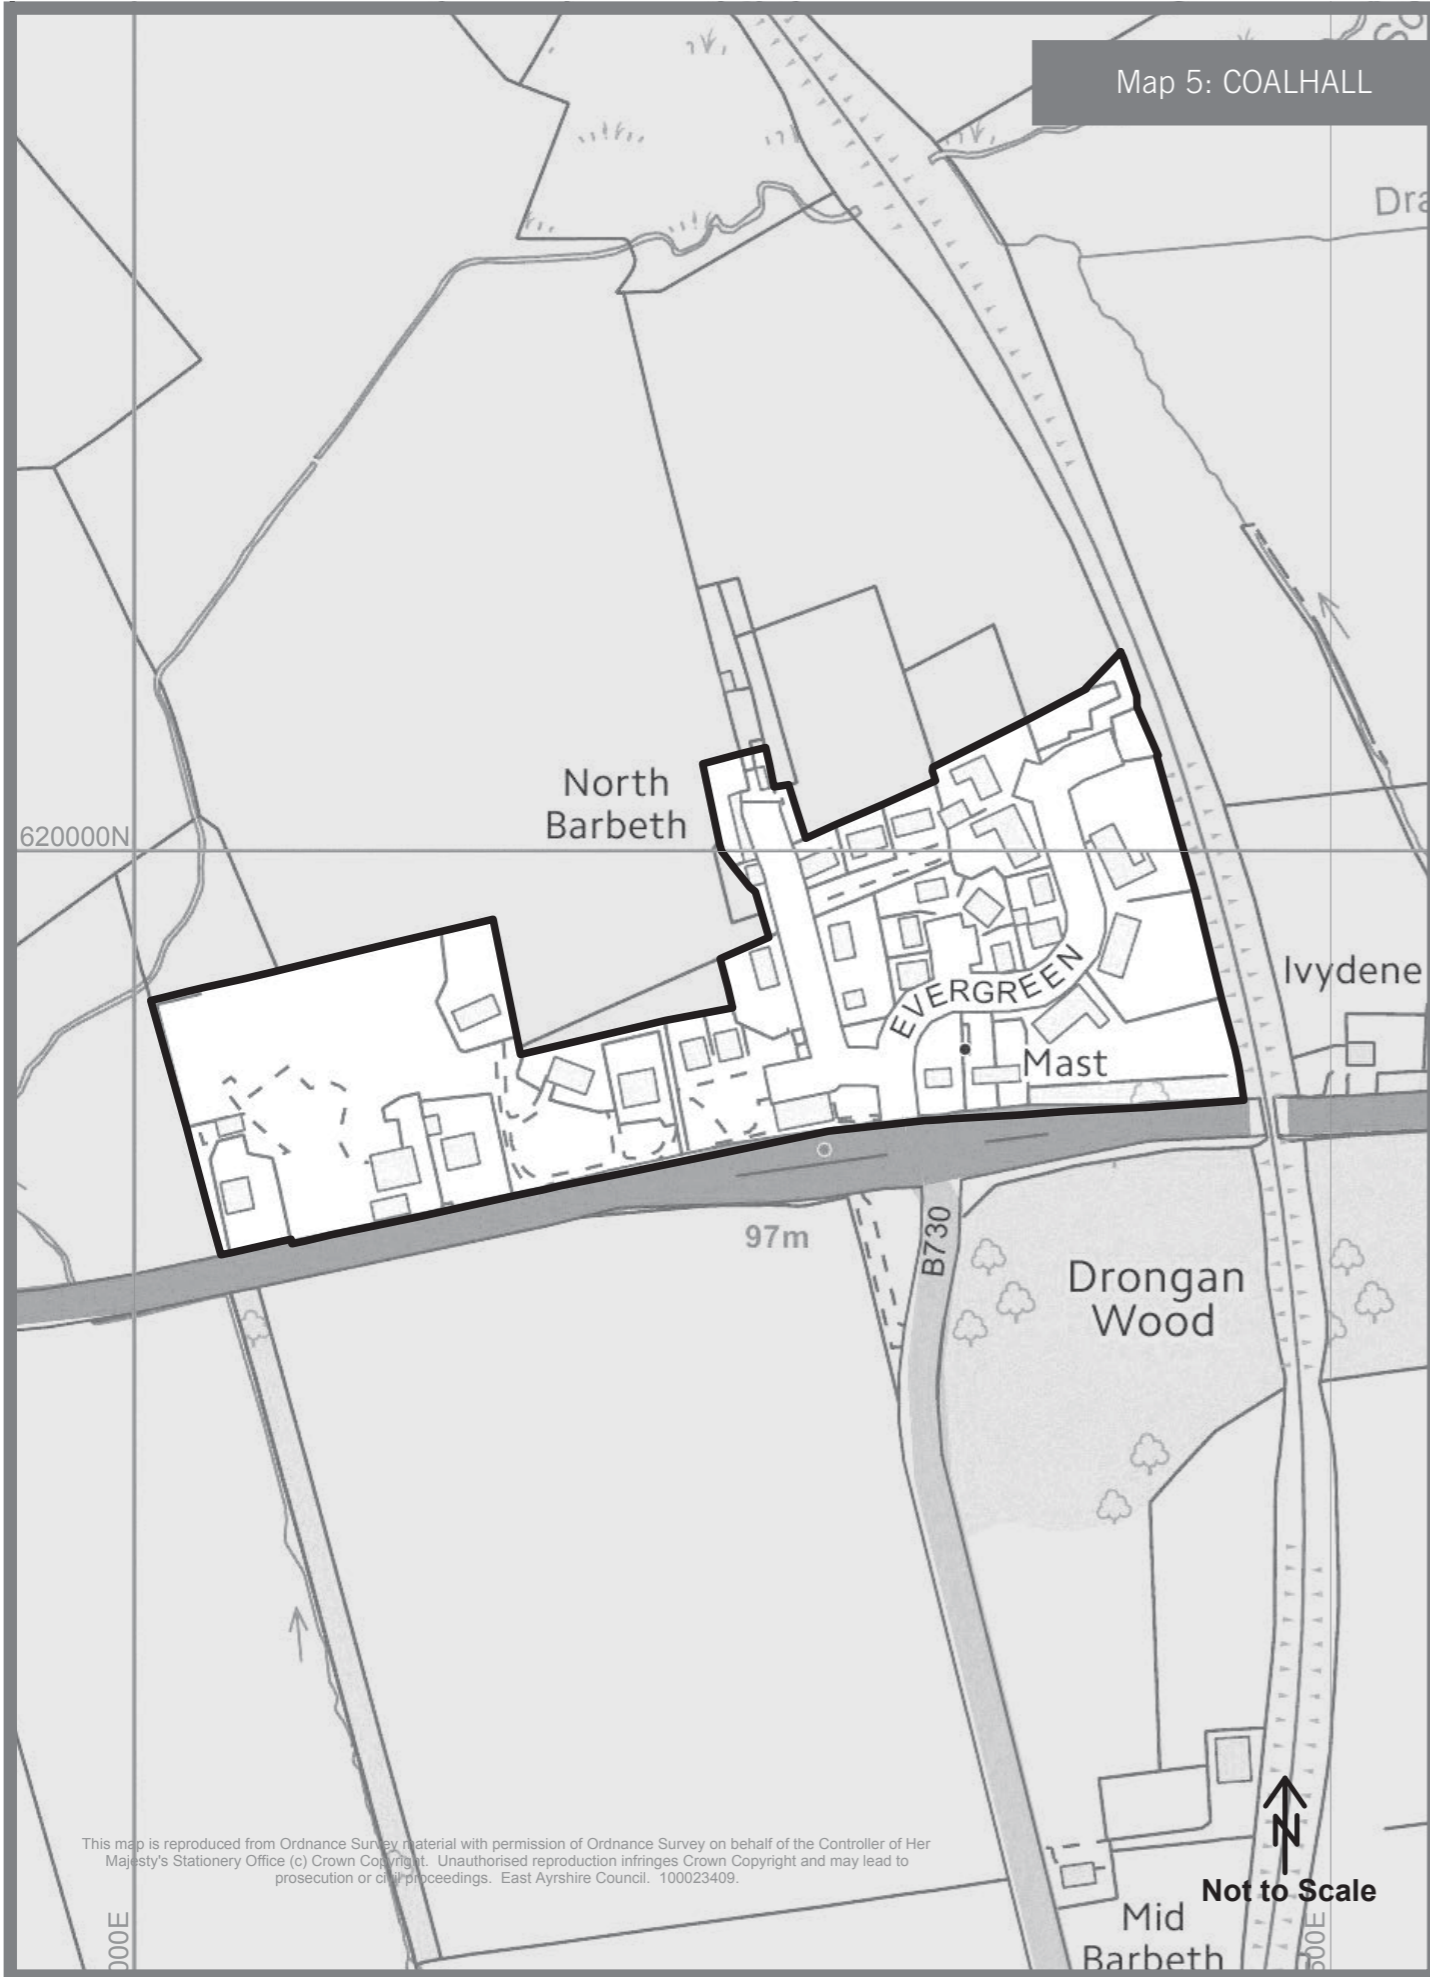 Map 5: COALHALL
Dra
North
Barbeth
620000N
Ivydene
EVERGREEN
Mast
97m
B730
Drongan
Wood
This map is reproduced from Ordnance Survey material with permission of Ordnance Survey on behalf of the Controller of Her
Majesty's Stationery Office (c) Crown Copyright. Unauthorised reproduction infringes Crown Copyright and may lead to
prosecution or civil proceedings. East Ayrshire Council. 100023409.
N
Not to Scale
Mid
Barbeth
000E
500E